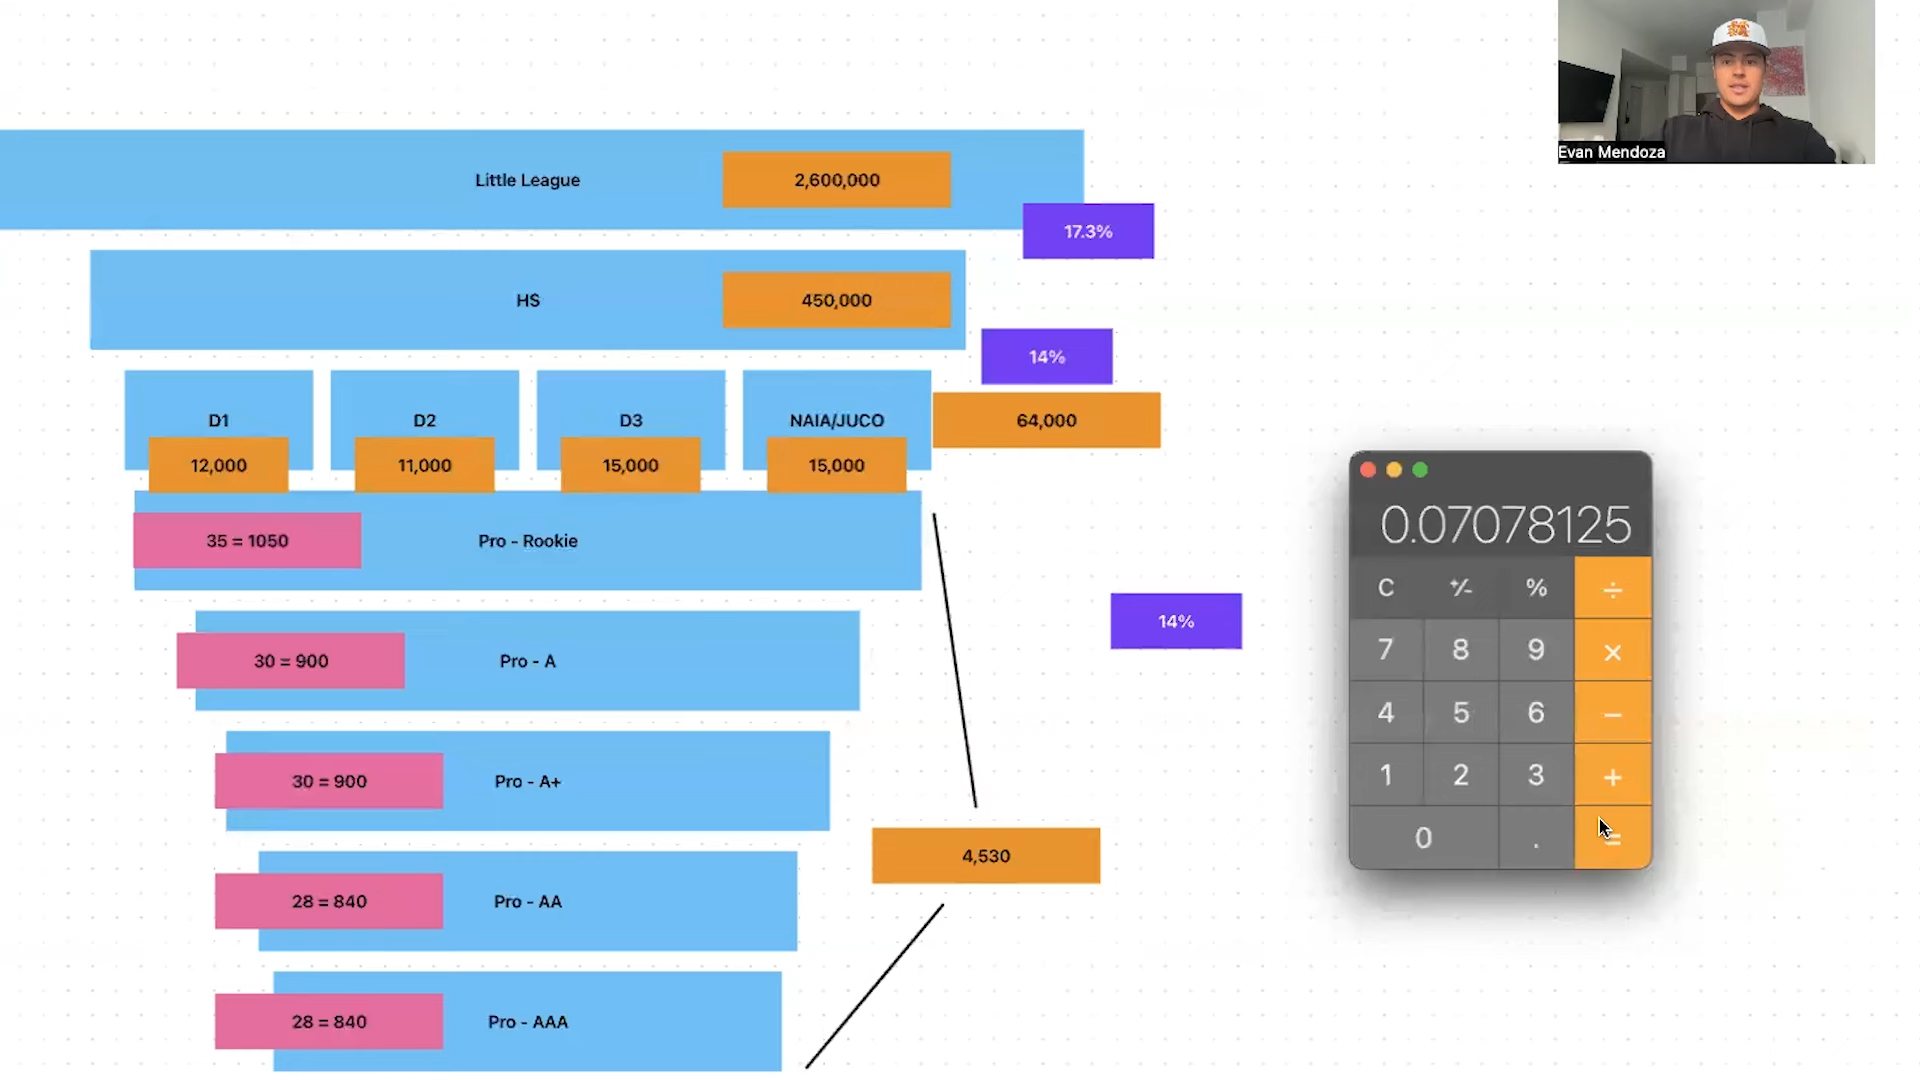 Evan Mendoza
Little League
2,600,000
17.3%
HS
450,000
14%
D1
D2
D3
NAIA/JUCO
64,000
12,000
11,000
15,000
15,000
35 = 1050
Pro - Rookie
14%
30 = 900
Pro - A
30 = 900
Pro - A+
4,530
28 = 840
Pro - AA
28 = 840
Pro - AAA
0.07078125
C +/- % ÷
7 8 9 ×
4 5 6 −
1 2 3 +
0 . =